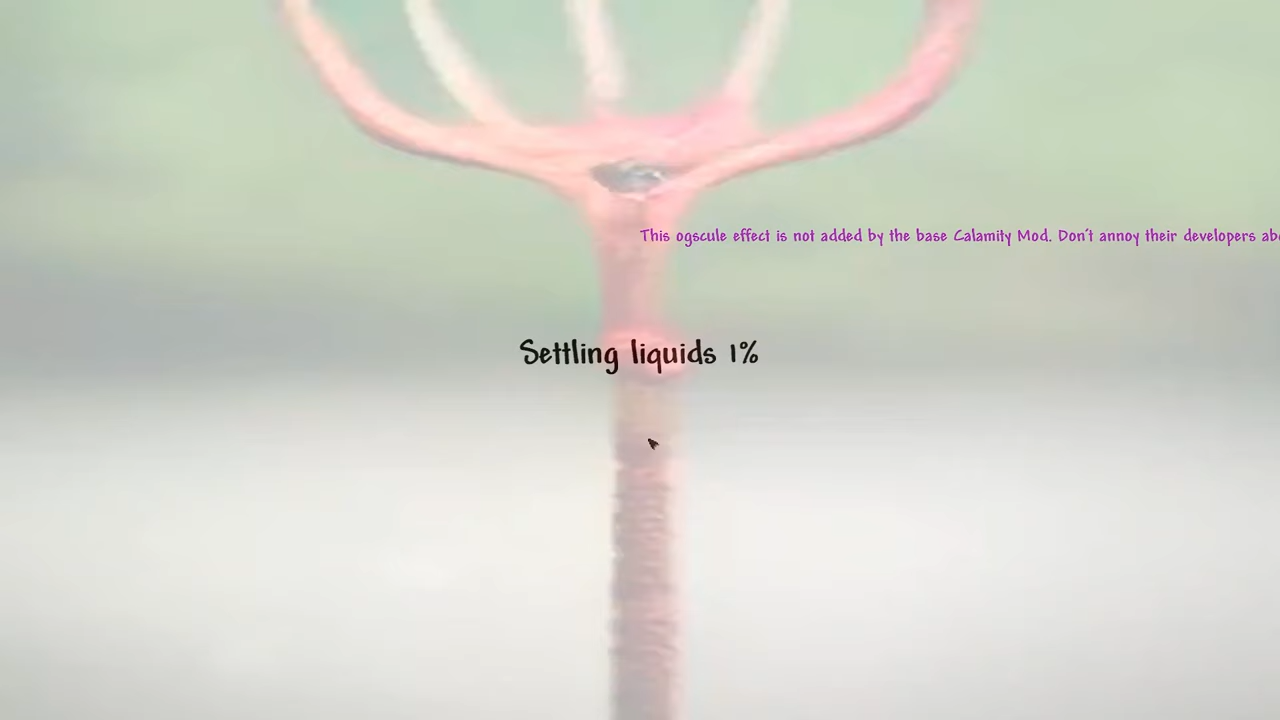 This ogscule effect is not added by the base Calamity Mod. Don't annoy their developers
Settling liquids 1%